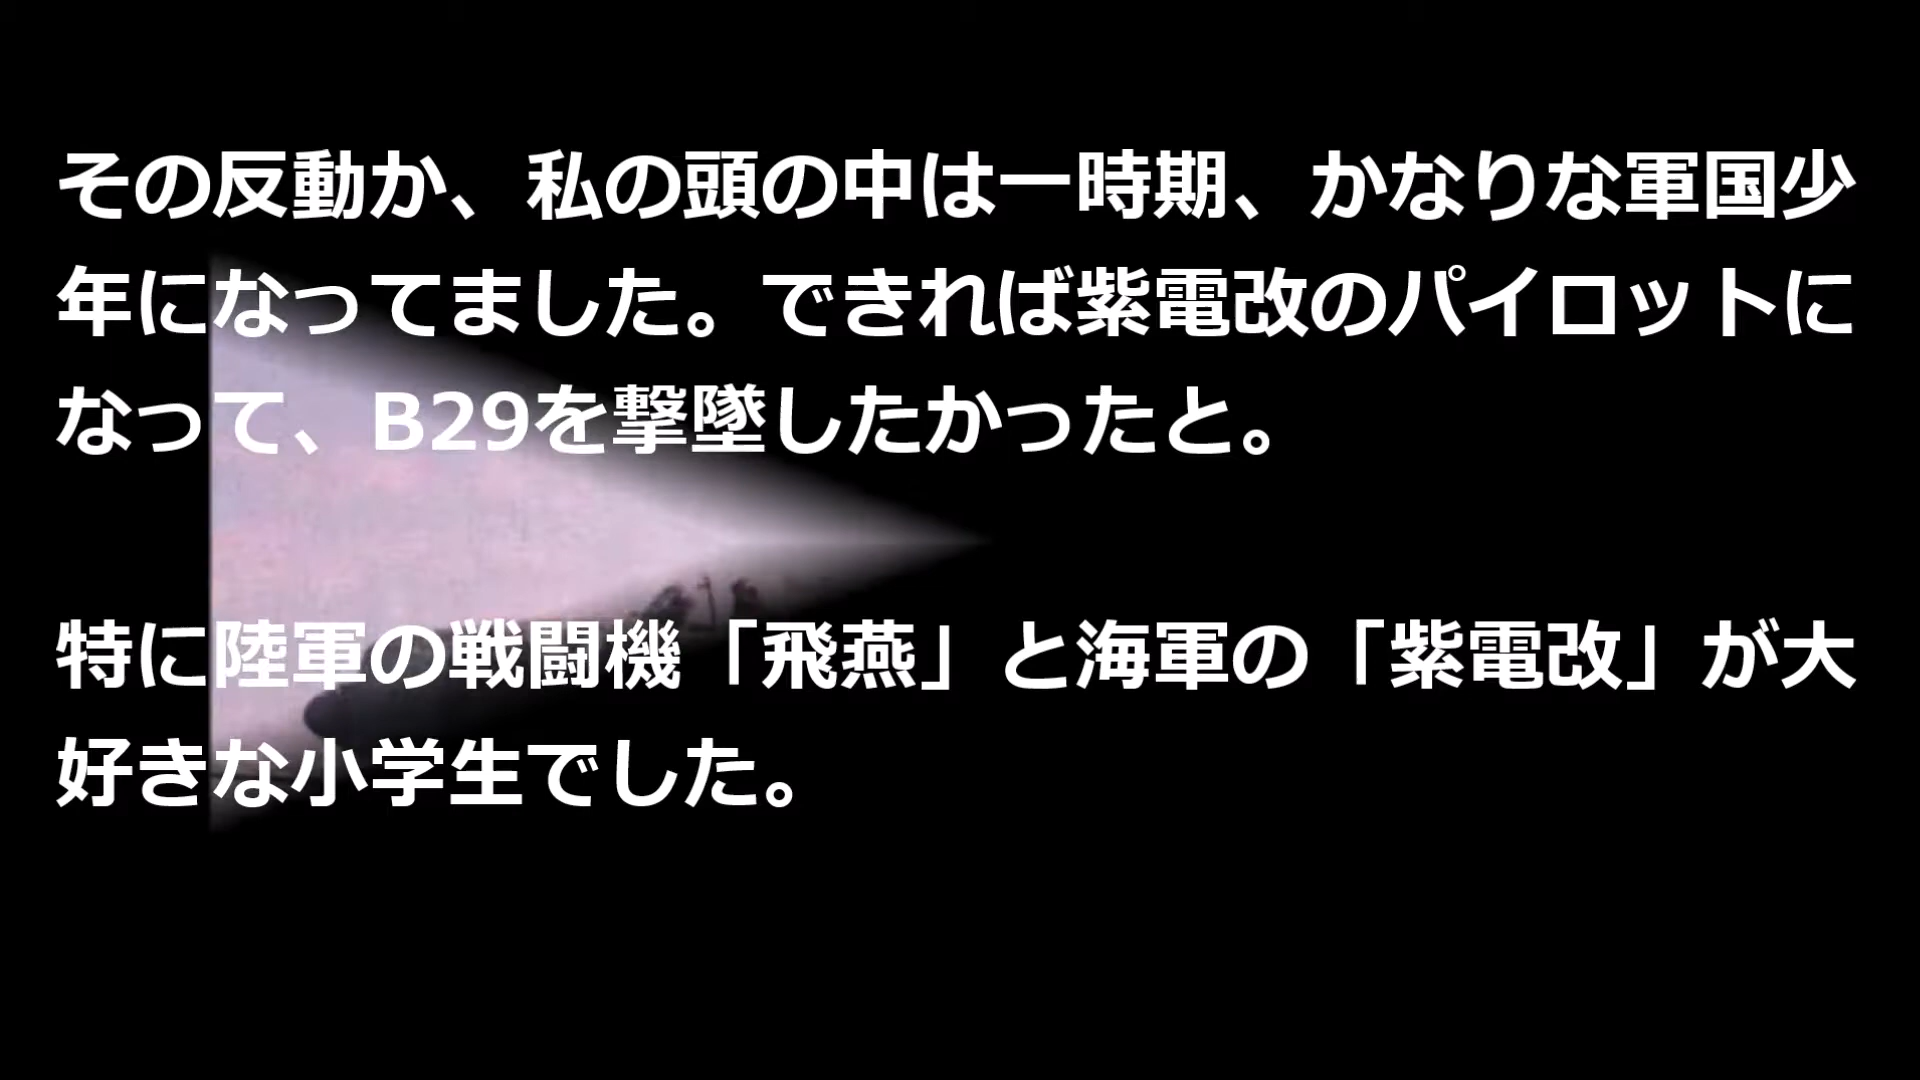 その反動か、私の頭の中は一時期、かなりな軍国少
年になってました。できれば紫電改のパイロットに
なって、B29を撃墜したかったと。
特に陸軍の戦闘機「飛燕」と海軍の「紫電改」が大
好きな小学生でした。